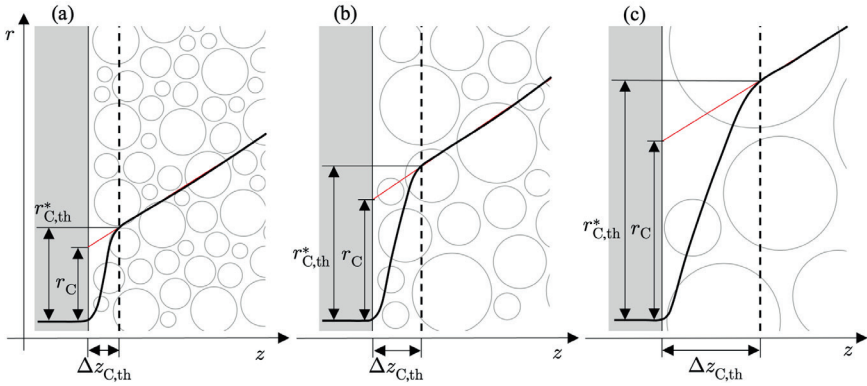 (a)
(b)
(c)
r
r*C,th
rC
z
ΔzC,th
r*C,th
rC
z
ΔzC,th
r*C,th
rC
z
ΔzC,th